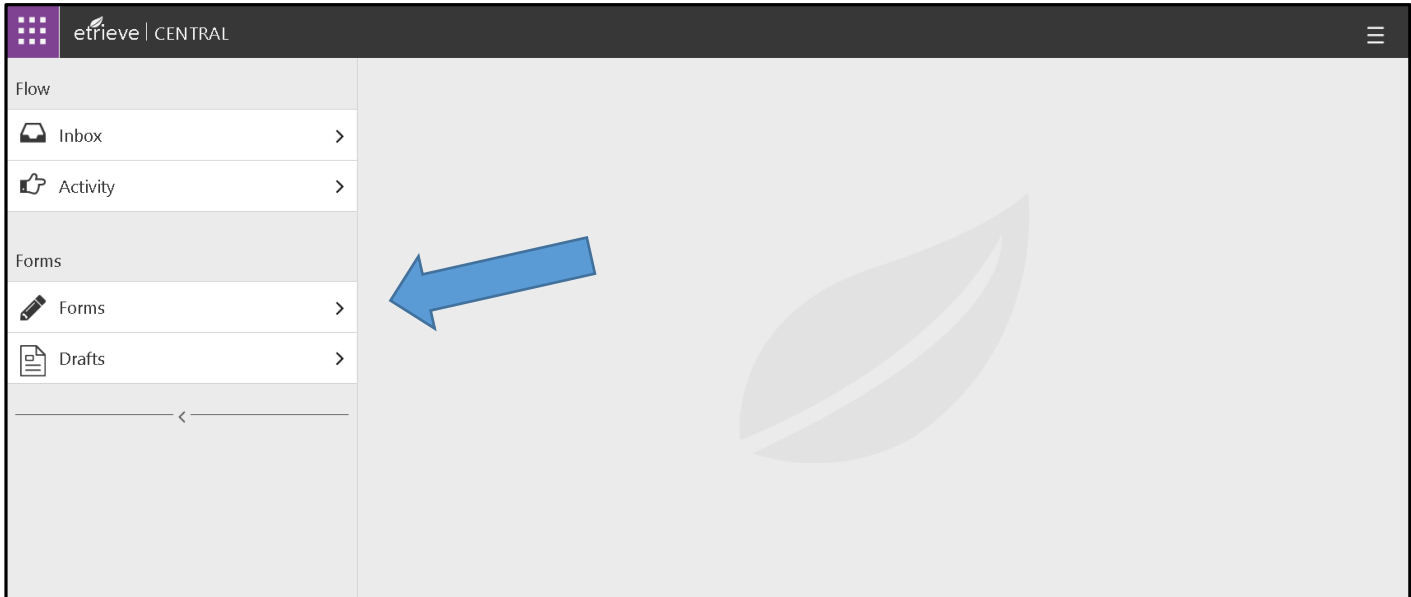 etrieve | CENTRAL
Flow
Inbox
Activity
Forms
Forms
Drafts